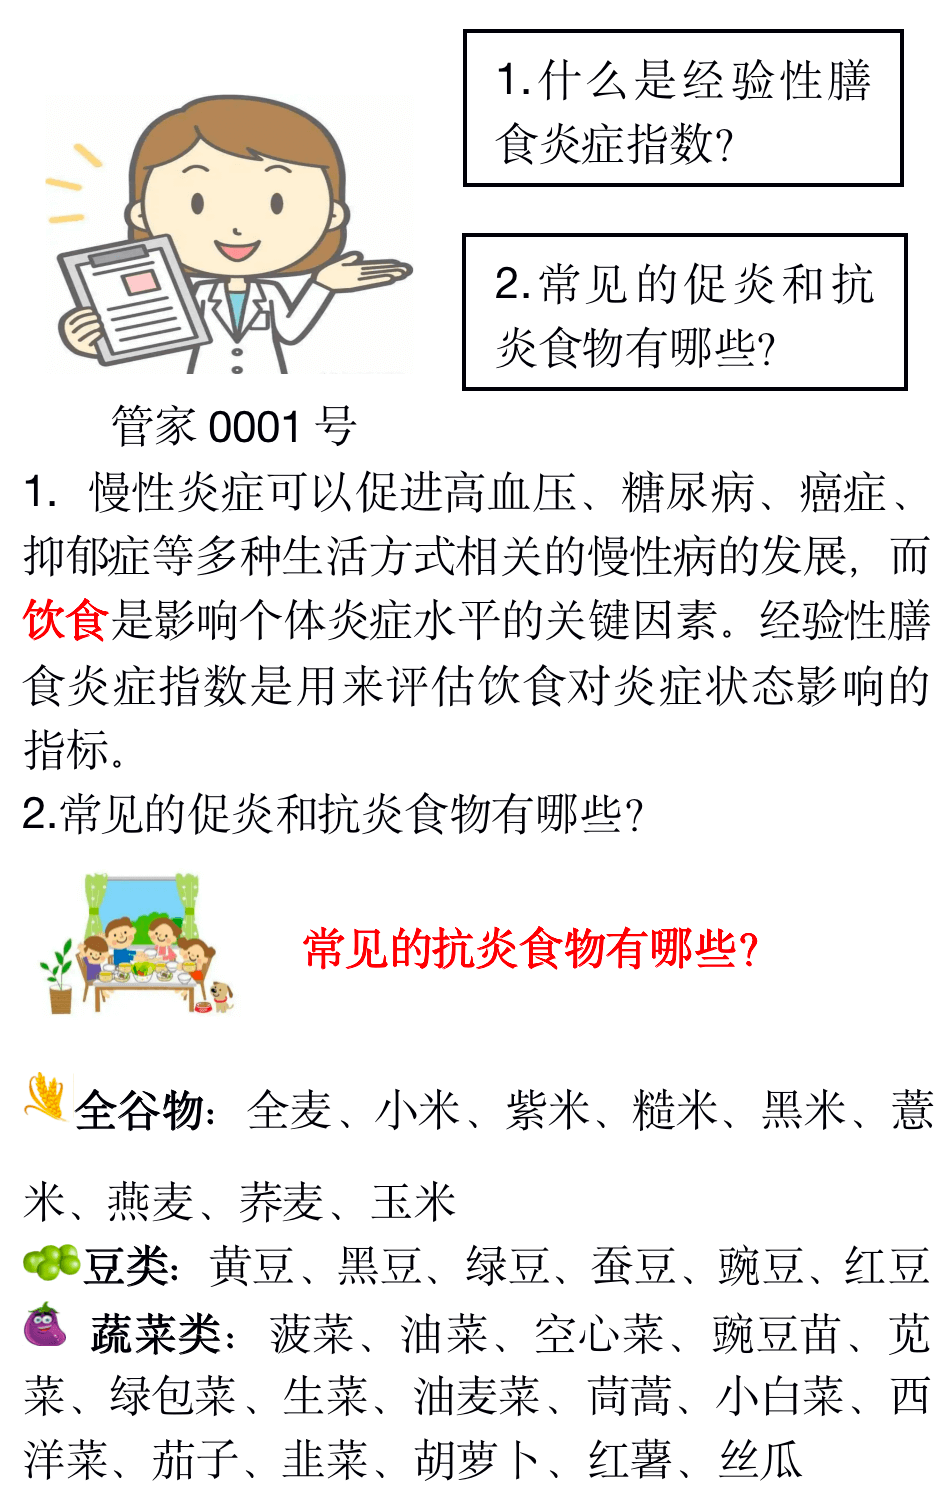 1.什么是经验性膳
食炎症指数？
2.常见的促炎和抗
炎食物有哪些？
管家 0001 号
1. 慢性炎症可以促进高血压、糖尿病、癌症、
抑郁症等多种生活方式相关的慢性病的发展，而
饮食是影响个体炎症水平的关键因素。经验性膳
食炎症指数是用来评估饮食对炎症状态影响的
指标。
2.常见的促炎和抗炎食物有哪些？
常见的抗炎食物有哪些？
全谷物：全麦、小米、紫米、糙米、黑米、薏
米、燕麦、荞麦、玉米
豆类：黄豆、黑豆、绿豆、蚕豆、豌豆、红豆
蔬菜类：菠菜、油菜、空心菜、豌豆苗、苋
菜、绿包菜、生菜、油麦菜、茼蒿、小白菜、西
洋菜、茄子、韭菜、胡萝卜、红薯、丝瓜